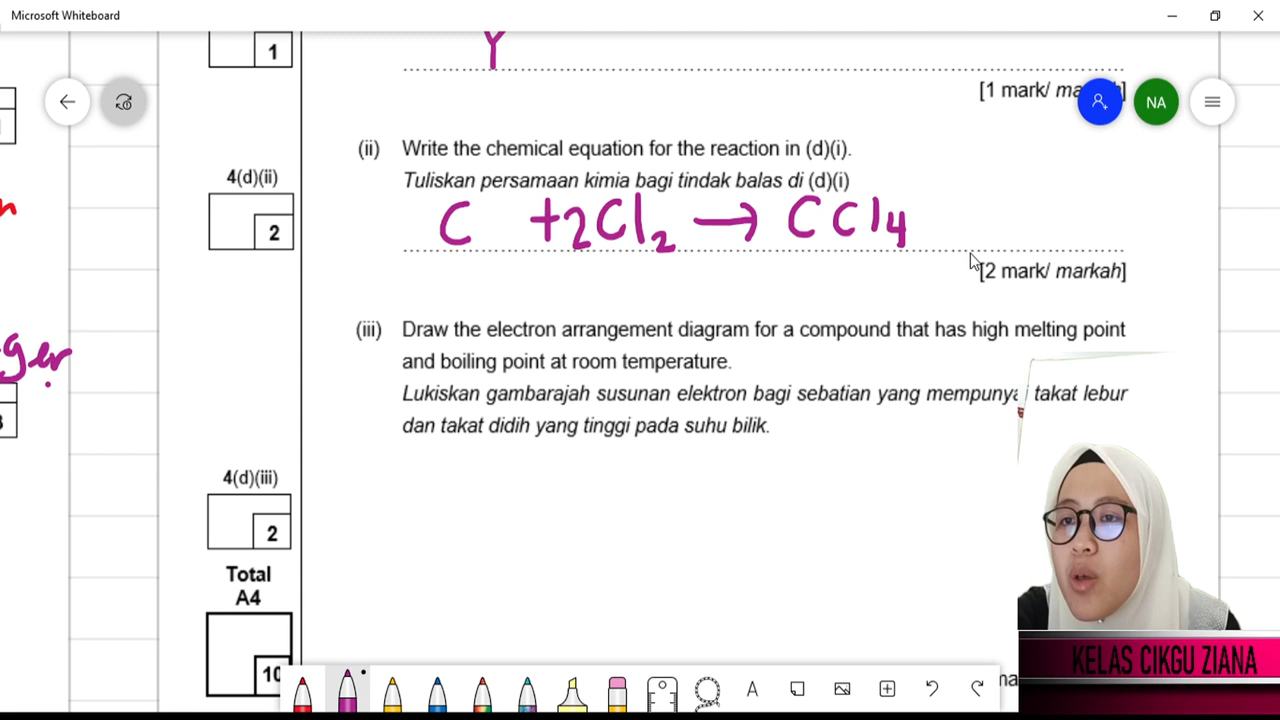 Microsoft Whiteboard
1
Y
[1 mark/
NA
(ii) Write the chemical equation for the reaction in (d)(i).
4(d)(ii)
Tuliskan persamaan kimia bagi tindak balas di (d)(i)
2
C + 2Cl2 → CCl4
[2 mark/ markah]
(iii) Draw the electron arrangement diagram for a compound that has high melting point
and boiling point at room temperature.
Lukiskan gambarajah susunan elektron bagi sebatian yang mempunyai takat lebur
dan takat didih yang tinggi pada suhu bilik.
4(d)(iii)
2
Total
A4
10
KELAS CIKGU ZIANA